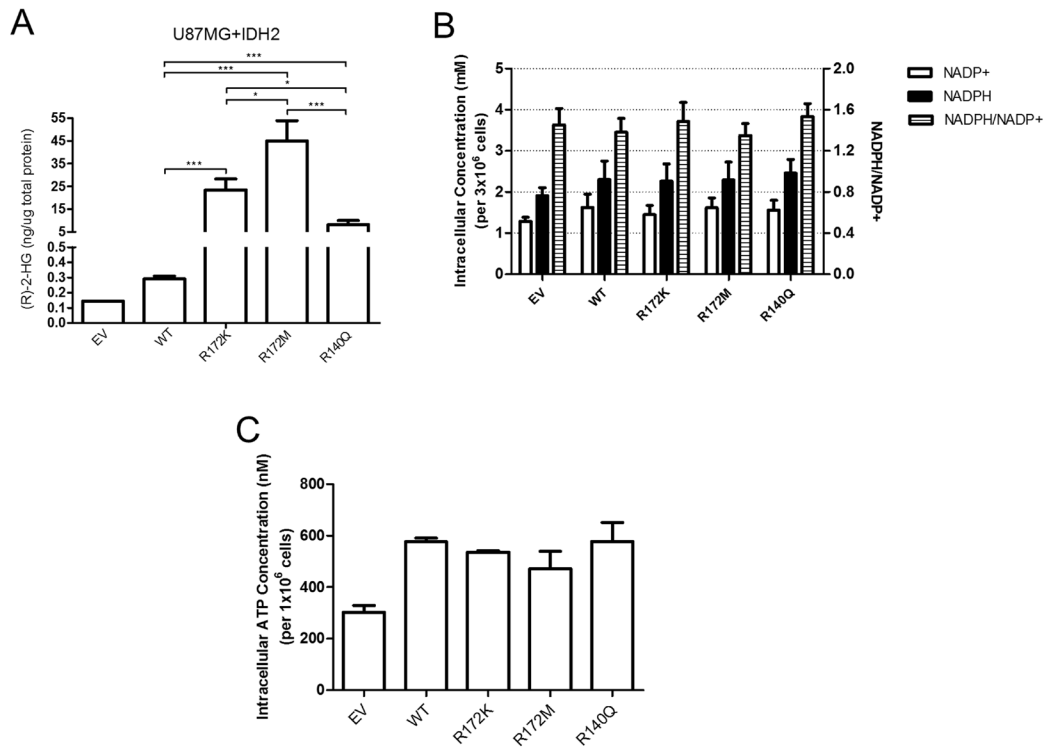 A
U87MG+IDH2
***
***
*
*
***
***
(R)-2-HG (ng/ug total protein)
55
45
35
25
15
5
0.5
0.4
0.3
0.2
0.1
0.0
EV
WT
R172K
R172M
R140Q
B
Intracellular Concentration (mM)
(per 3x10⁶ cells)
5
4
3
2
1
0
2.0
1.6
1.2
0.8
0.4
0.0
NADPH/NADP+
EV
WT
R172K
R172M
R140Q
NADP+
NADPH
NADPH/NADP+
C
Intracellular ATP Concentration (nM)
(per 1x10⁶ cells)
800
600
400
200
0
EV
WT
R172K
R172M
R140Q